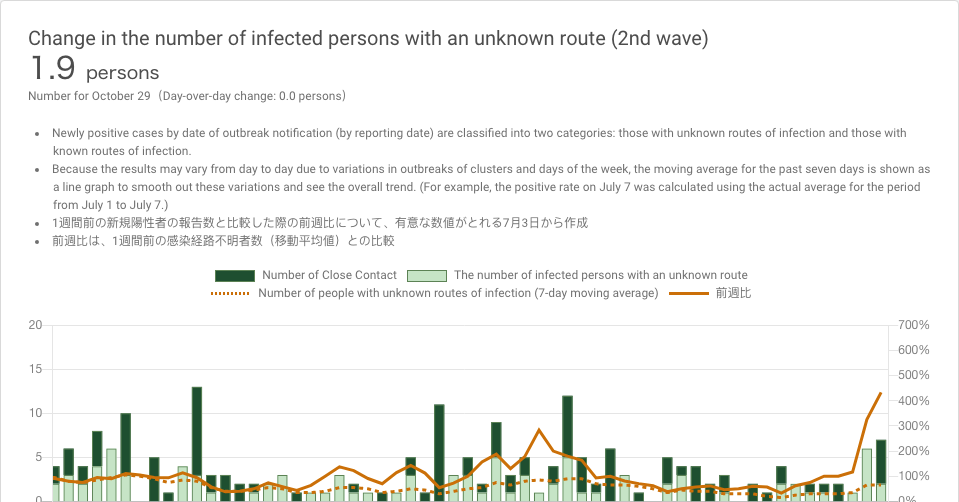 Change in the number of infected persons with an unknown route (2nd wave)
1.9 persons
Number for October 29（Day-over-day change: 0.0 persons）
• Newly positive cases by date of outbreak notification (by reporting date) are classified into two categories: those with unknown routes of infection and those with
known routes of infection.
• Because the results may vary from day to day due to variations in outbreaks of clusters and days of the week, the moving average for the past seven days is shown as
a line graph to smooth out these variations and see the overall trend. (For example, the positive rate on July 7 was calculated using the actual average for the period
from July 1 to July 7.)
• 1週間前の新規陽性者の報告数と比較した際の前週比について、有意な数値がとれる7月3日から作成
• 前週比は、1週間前の感染経路不明者数（移動平均値）との比較
Number of Close Contact The number of infected persons with an unknown route
Number of people with unknown routes of infection (7-day moving average) 前週比
20 700%
600%
15 500%
400%
10 300%
200%
5 100%
0 0%